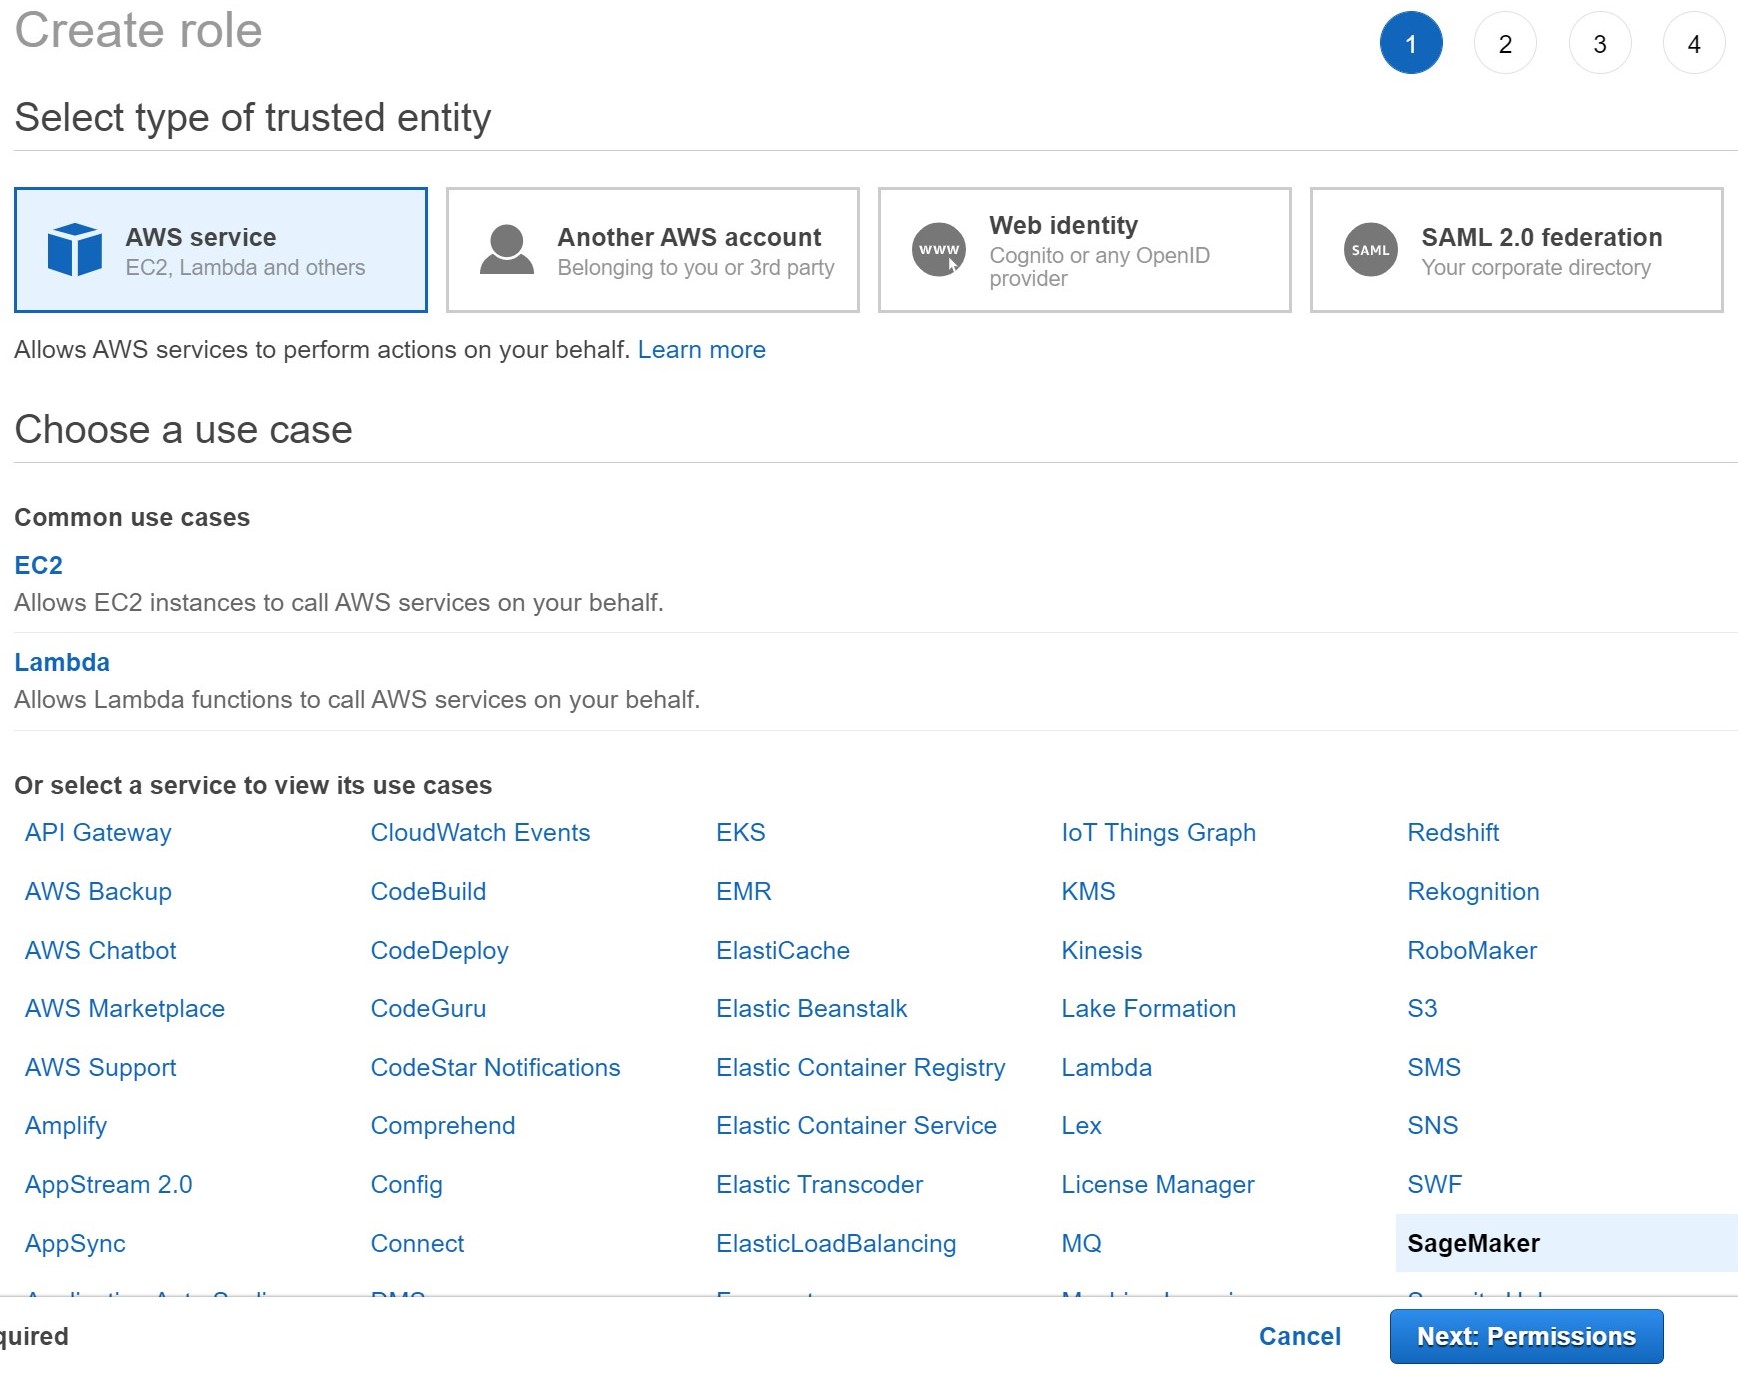 Create role
1 2 3 4
Select type of trusted entity
AWS service
EC2, Lambda and others
Another AWS account
Belonging to you or 3rd party
WWW
Web identity
Cognito or any OpenID
provider
SAML
SAML 2.0 federation
Your corporate directory
Allows AWS services to perform actions on your behalf. Learn more
Choose a use case
Common use cases
EC2
Allows EC2 instances to call AWS services on your behalf.
Lambda
Allows Lambda functions to call AWS services on your behalf.
Or select a service to view its use cases
API Gateway CloudWatch Events EKS IoT Things Graph Redshift
AWS Backup CodeBuild EMR KMS Rekognition
AWS Chatbot CodeDeploy ElastiCache Kinesis RoboMaker
AWS Marketplace CodeGuru Elastic Beanstalk Lake Formation S3
AWS Support CodeStar Notifications Elastic Container Registry Lambda SMS
Amplify Comprehend Elastic Container Service Lex SNS
AppStream 2.0 Config Elastic Transcoder License Manager SWF
AppSync Connect ElasticLoadBalancing MQ SageMaker
DMS
quired Cancel Next: Permissions